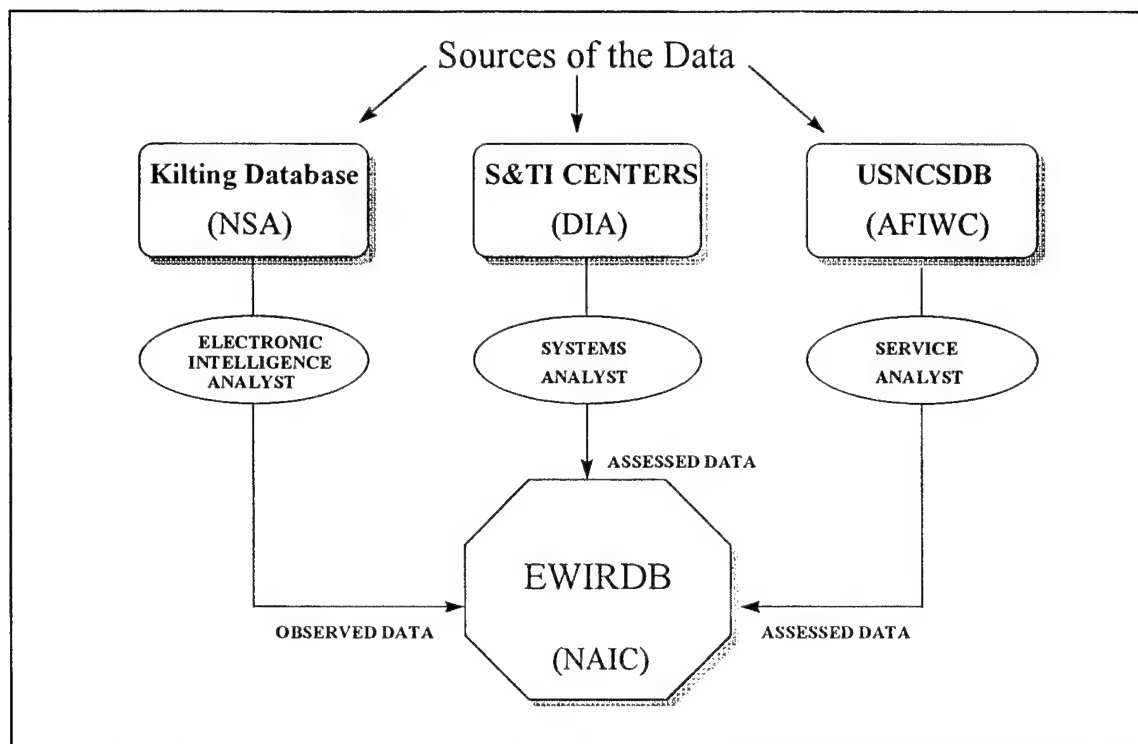 Sources of the Data
Kilting Database
(NSA)
S&TI CENTERS
(DIA)
USNCSDB
(AFIWC)
ELECTRONIC
INTELLIGENCE
ANALYST
SYSTEMS
ANALYST
SERVICE
ANALYST
ASSESSED DATA
EWIRDB
(NAIC)
OBSERVED DATA
ASSESSED DATA